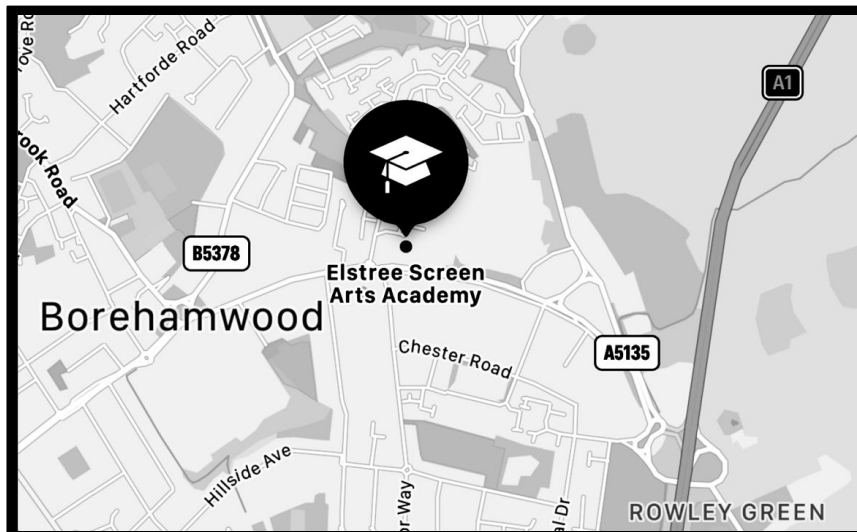 Hartforde Road
A1
B5378
Elstree Screen
Arts Academy
Borehamwood
Chester Road
A5135
Hillside Ave
ROWLEY GREEN